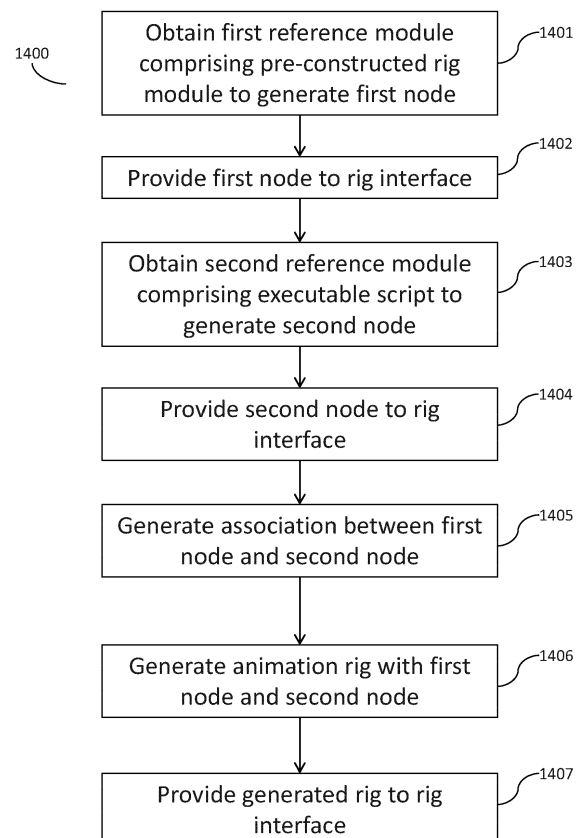 1400
Obtain first reference module
comprising pre-constructed rig
module to generate first node
1401
Provide first node to rig interface
1402
Obtain second reference module
comprising executable script to
generate second node
1403
Provide second node to rig
interface
1404
Generate association between first
node and second node
1405
Generate animation rig with first
node and second node
1406
Provide generated rig to rig
interface
1407